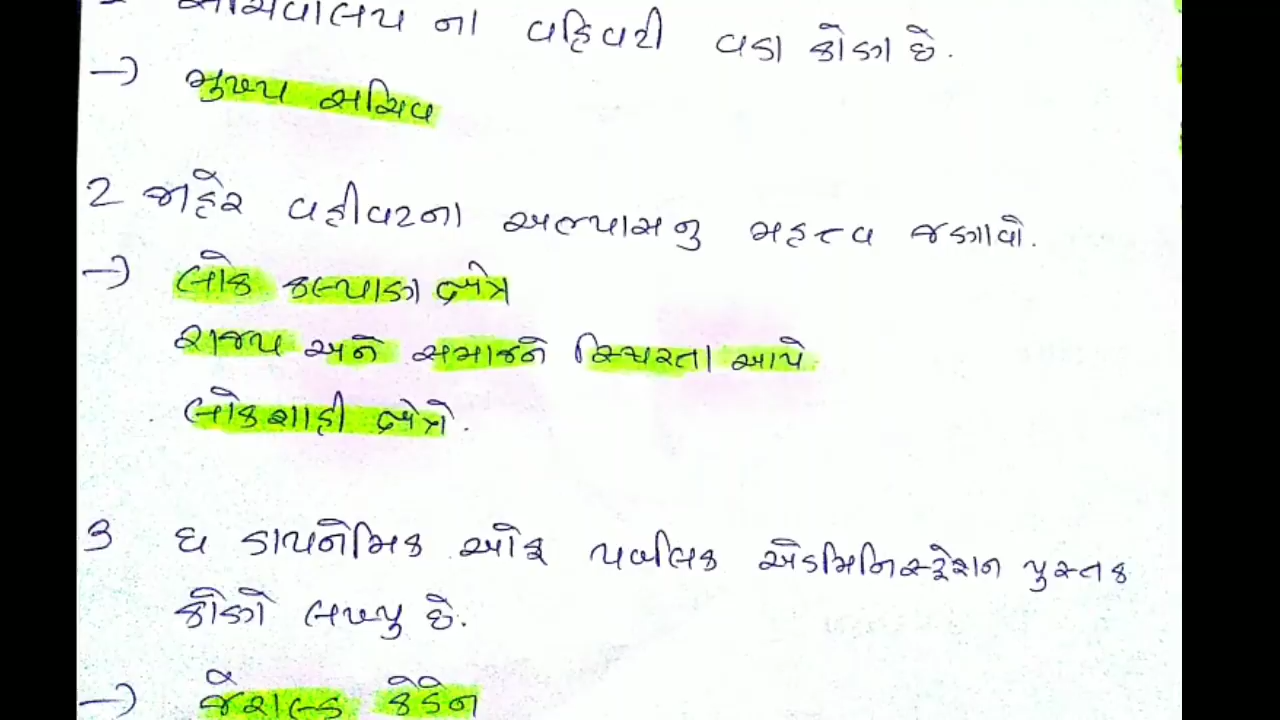 સચિવાલય ના વહિવટી વડા કોણ છે.
→ મુખ્ય સચિવ
2 જાહેર વહીવટના અભ્યાસનુ મહત્ત્વ જણાવો.
→ લોક કલ્યાણ ક્ષેત્રે
રાજ્ય અને સમાજને સ્થિરતા આપે
લોકશાહી ક્ષેત્રે.
3 ધ ડાયનેમિક ઓફ પબ્લિક એડમિનિસ્ટ્રેશન પુસ્તક
કોણે લખ્યુ છે.
→ જેરાલ્ડ કેડેન